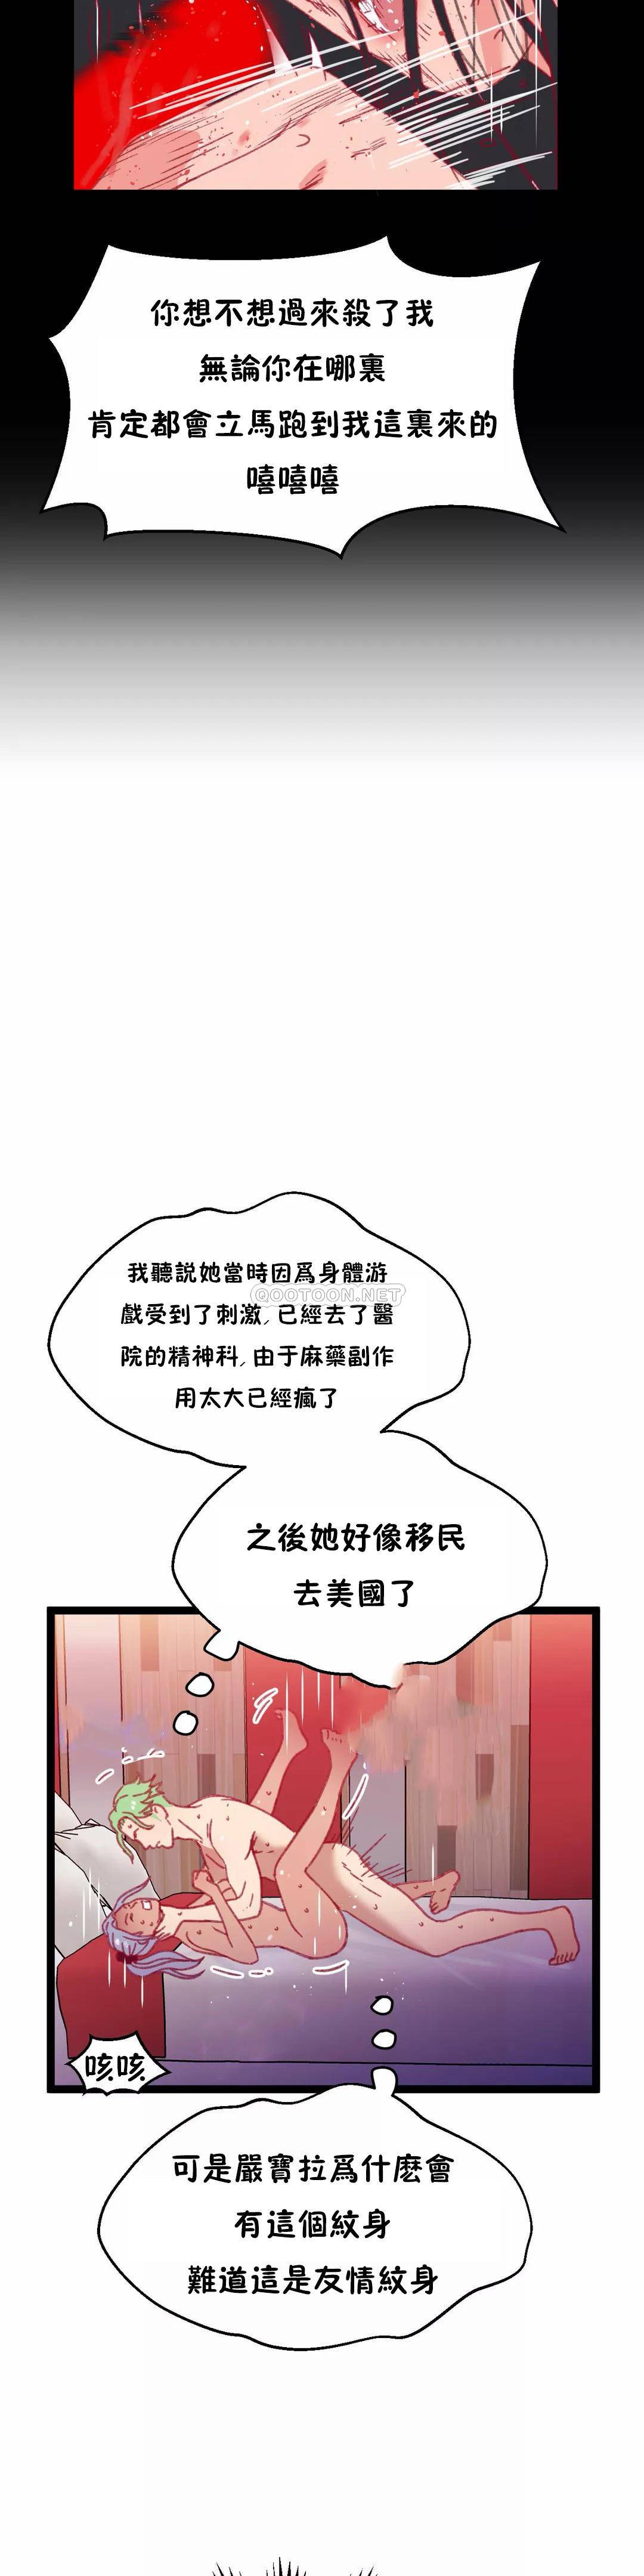 你想不想過來殺了我
無論你在哪裏
肯定都會立馬跑到我這裏來的
嘻嘻嘻
我聽説她當時因爲身體游
QOOTOON.NET
戲受到了刺激, 已經去了醫
院的精神科, 由于麻藥副作
用太大已經瘋了
之後她好像移民
去美國了
咳咳
可是嚴寶拉爲什麽會
有這個紋身
難道這是友情紋身